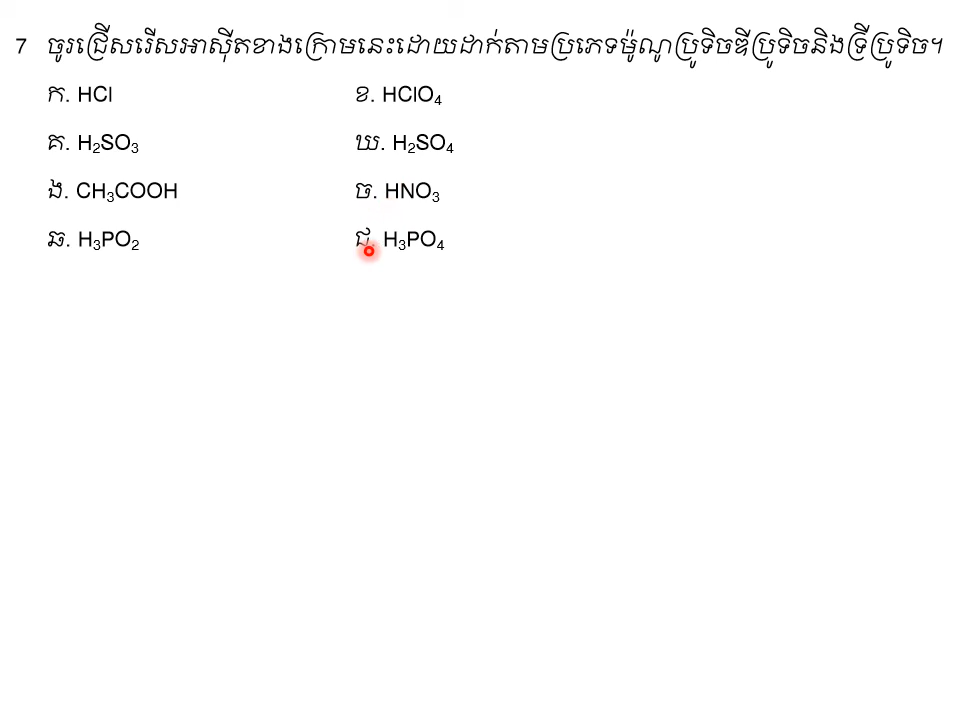 7 ចូរជ្រើសរើសអាស៊ីតខាងក្រោមនេះដោយដាក់តាមប្រភេទម៉ូណូប្រូទិចឌីប្រូទិចនិងទ្រីប្រូទិច។
ក. HCl ខ. HClO₄
គ. H₂SO₃ ឃ. H₂SO₄
ង. CH₃COOH ច. HNO₃
ឆ. H₃PO₂ ជ. H₃PO₄